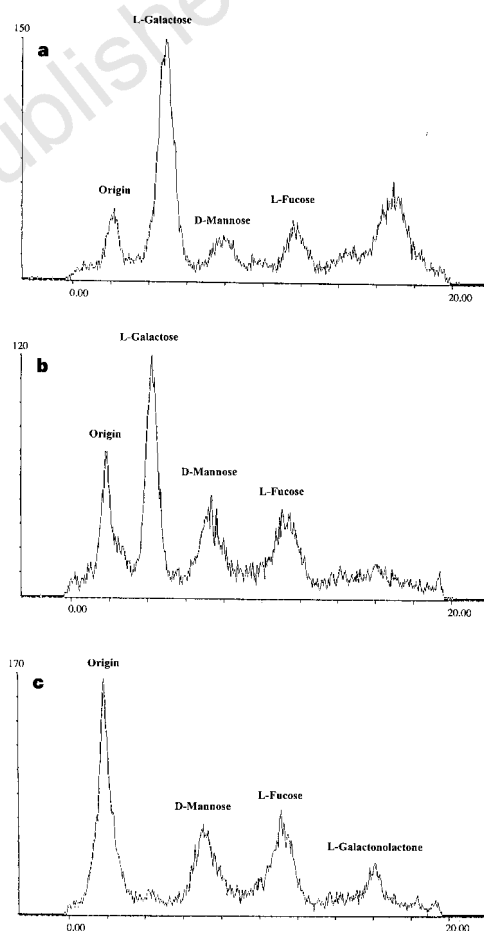 ublishe
L-Galactose
150
a
Origin
D-Mannose
L-Fucose
0.00
20.00
L-Galactose
120
b
Origin
D-Mannose
L-Fucose
0.00
20.00
Origin
170
c
D-Mannose
L-Fucose
L-Galactonolactone
0.00
20.00